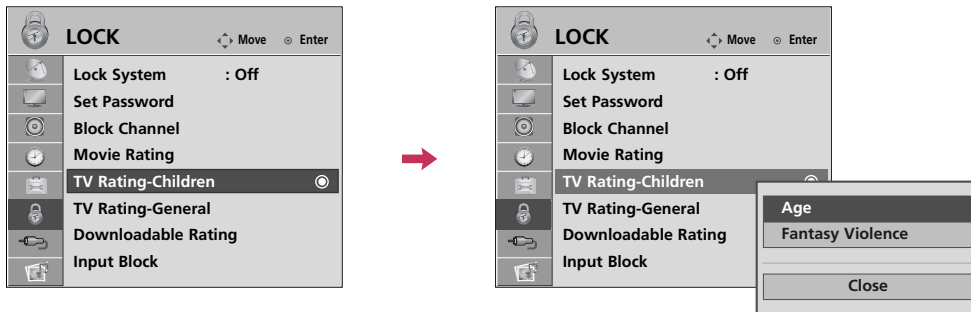 LOCK Move Enter
Lock System : Off
Set Password
Block Channel
Movie Rating
TV Rating-Children
TV Rating-General
Downloadable Rating
Input Block
LOCK Move Enter
Lock System : Off
Set Password
Block Channel
Movie Rating
TV Rating-Children
TV Rating-General
Downloadable Rating
Input Block
Age
Fantasy Violence
Close